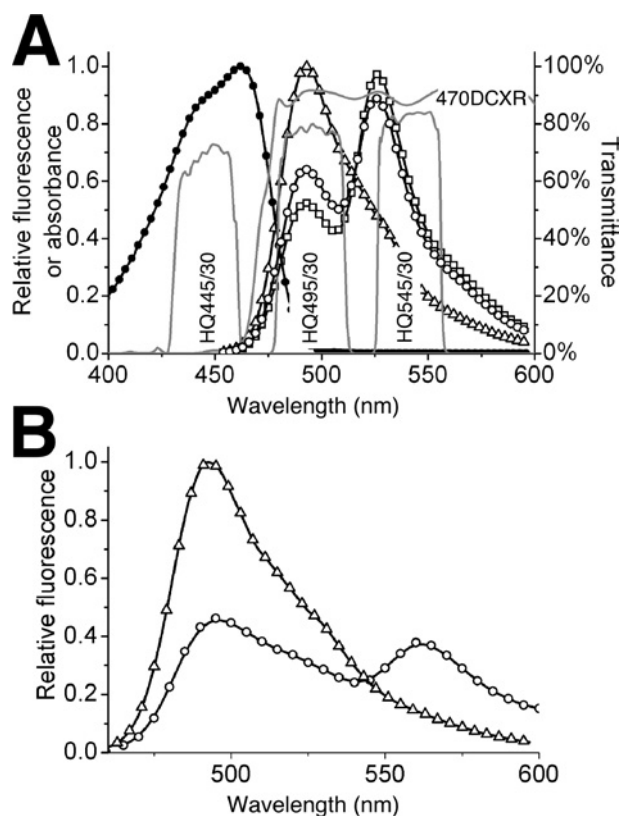 A
Relative fluorescence
or absorbance
1.0
0.8
0.6
0.4
0.2
0.0
100%
80%
60%
40%
20%
0%
Transmittance
470DCXR
HQ445/30
HQ495/30
HQ545/30
400
450
500
550
600
Wavelength (nm)
B
Relative fluorescence
1.0
0.8
0.6
0.4
0.2
0.0
500
550
600
Wavelength (nm)